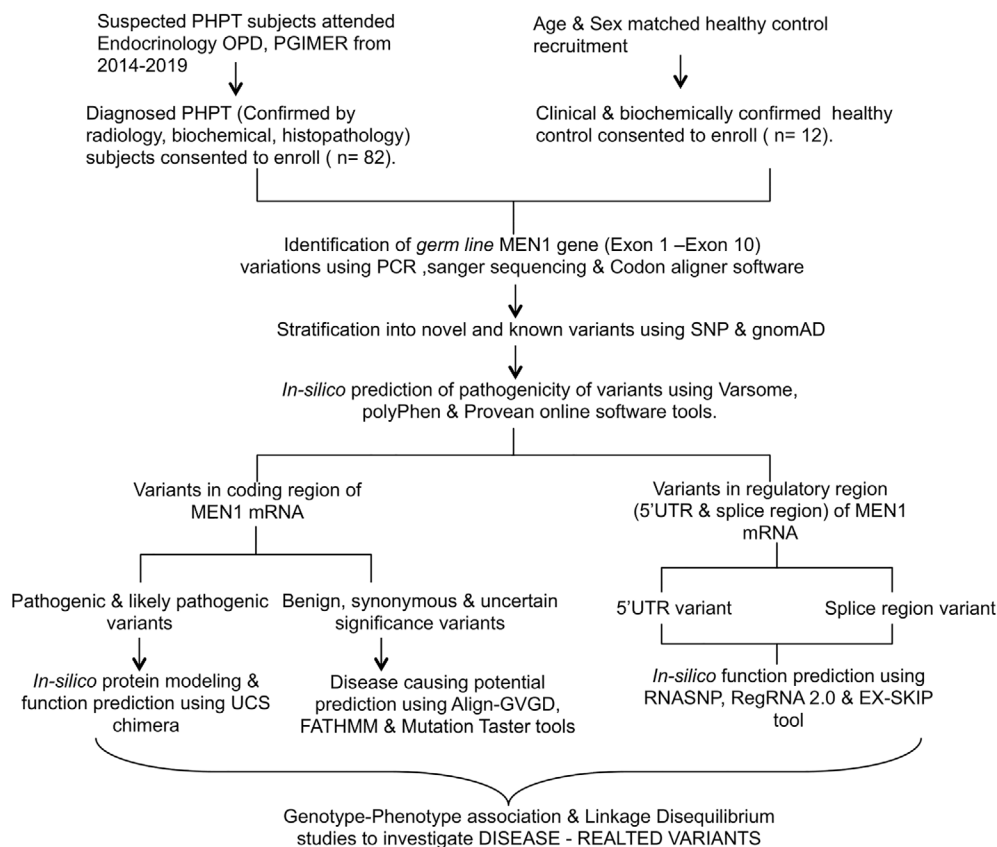 Suspected PHPT subjects attended
Endocrinology OPD, PGIMER from
2014-2019
Age & Sex matched healthy control
recruitment
Diagnosed PHPT (Confirmed by
radiology, biochemical, histopathology)
subjects consented to enroll ( n= 82).
Clinical & biochemically confirmed healthy
control consented to enroll ( n= 12).
Identification of germ line MEN1 gene (Exon 1 –Exon 10)
variations using PCR ,sanger sequencing & Codon aligner software
Stratification into novel and known variants using SNP & gnomAD
In-silico prediction of pathogenicity of variants using Varsome,
polyPhen & Provean online software tools.
Variants in coding region of
MEN1 mRNA
Variants in regulatory region
(5'UTR & splice region) of MEN1
mRNA
Pathogenic & likely pathogenic
variants
Benign, synonymous & uncertain
significance variants
5'UTR variant
Splice region variant
In-silico protein modeling &
function prediction using UCS
chimera
Disease causing potential
prediction using Align-GVGD,
FATHMM & Mutation Taster tools
In-silico function prediction using
RNASNP, RegRNA 2.0 & EX-SKIP
tool
Genotype-Phenotype association & Linkage Disequilibrium
studies to investigate DISEASE - REALTED VARIANTS